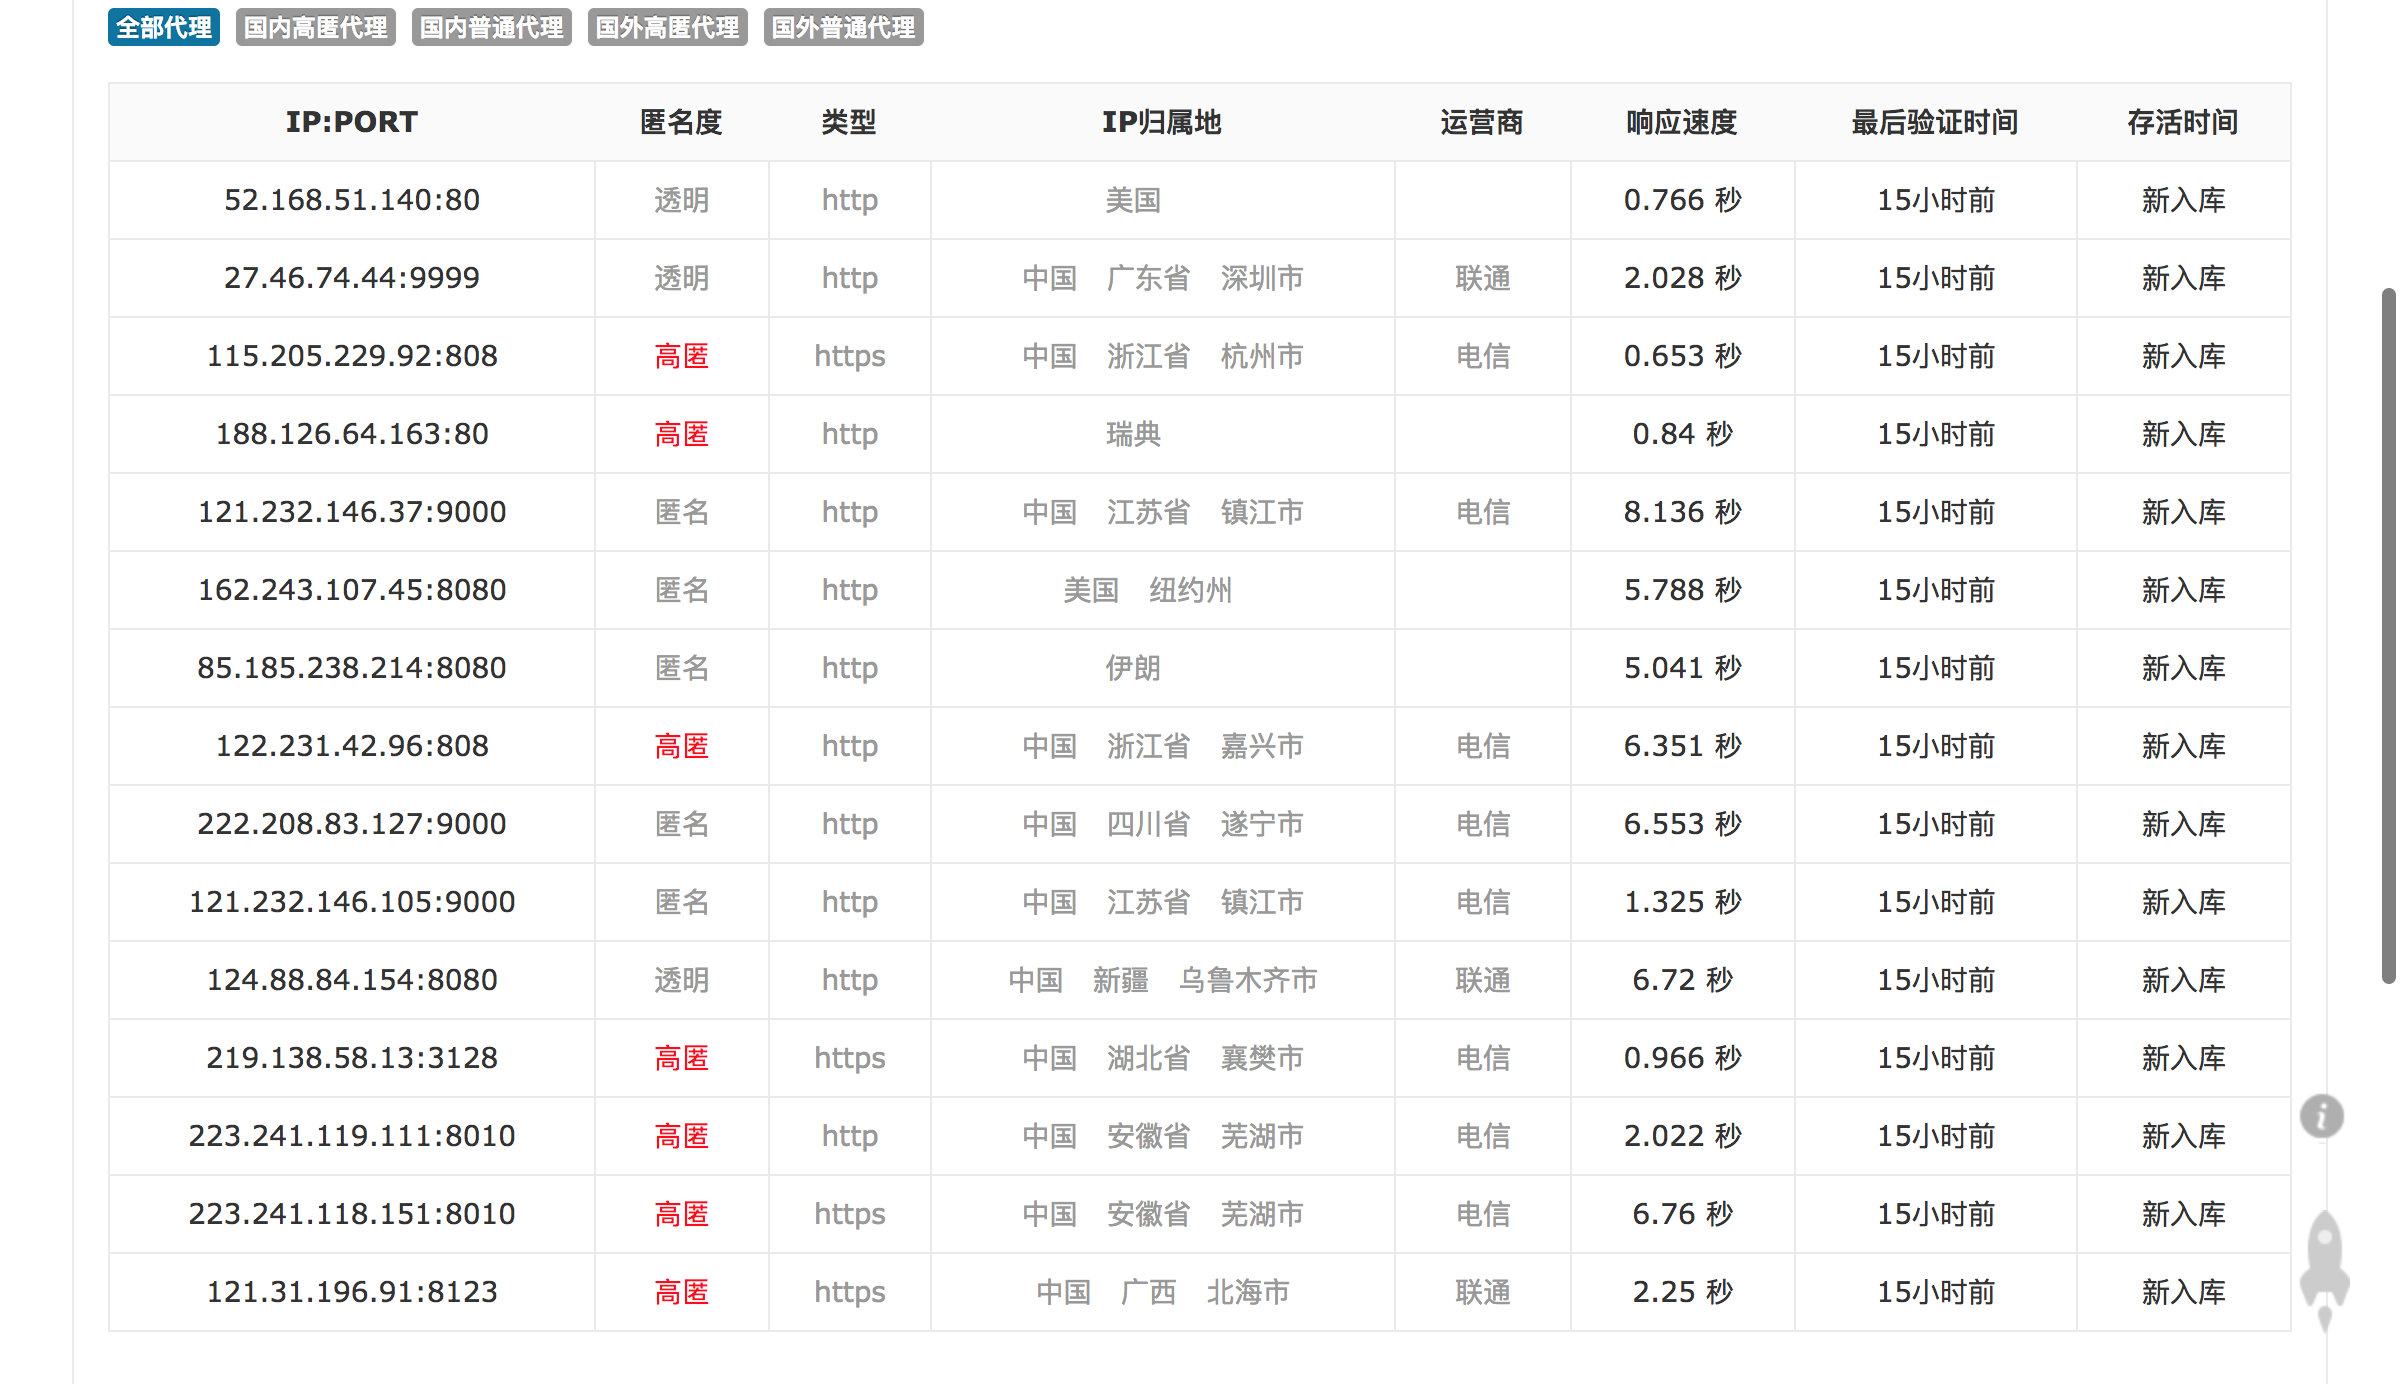 全部代理 国内高匿代理 国内普通代理 国外高匿代理 国外普通代理
IP:PORT 匿名度 类型 IP归属地 运营商 响应速度 最后验证时间 存活时间
52.168.51.140:80 透明 http 美国 0.766 秒 15小时前 新入库
27.46.74.44:9999 透明 http 中国 广东省 深圳市 联通 2.028 秒 15小时前 新入库
115.205.229.92:808 高匿 https 中国 浙江省 杭州市 电信 0.653 秒 15小时前 新入库
188.126.64.163:80 高匿 http 瑞典 0.84 秒 15小时前 新入库
121.232.146.37:9000 匿名 http 中国 江苏省 镇江市 电信 8.136 秒 15小时前 新入库
162.243.107.45:8080 匿名 http 美国 纽约州 5.788 秒 15小时前 新入库
85.185.238.214:8080 匿名 http 伊朗 5.041 秒 15小时前 新入库
122.231.42.96:808 高匿 http 中国 浙江省 嘉兴市 电信 6.351 秒 15小时前 新入库
222.208.83.127:9000 匿名 http 中国 四川省 遂宁市 电信 6.553 秒 15小时前 新入库
121.232.146.105:9000 匿名 http 中国 江苏省 镇江市 电信 1.325 秒 15小时前 新入库
124.88.84.154:8080 透明 http 中国 新疆 乌鲁木齐市 联通 6.72 秒 15小时前 新入库
219.138.58.13:3128 高匿 https 中国 湖北省 襄樊市 电信 0.966 秒 15小时前 新入库
223.241.119.111:8010 高匿 http 中国 安徽省 芜湖市 电信 2.022 秒 15小时前 新入库
223.241.118.151:8010 高匿 https 中国 安徽省 芜湖市 电信 6.76 秒 15小时前 新入库
121.31.196.91:8123 高匿 https 中国 广西 北海市 联通 2.25 秒 15小时前 新入库